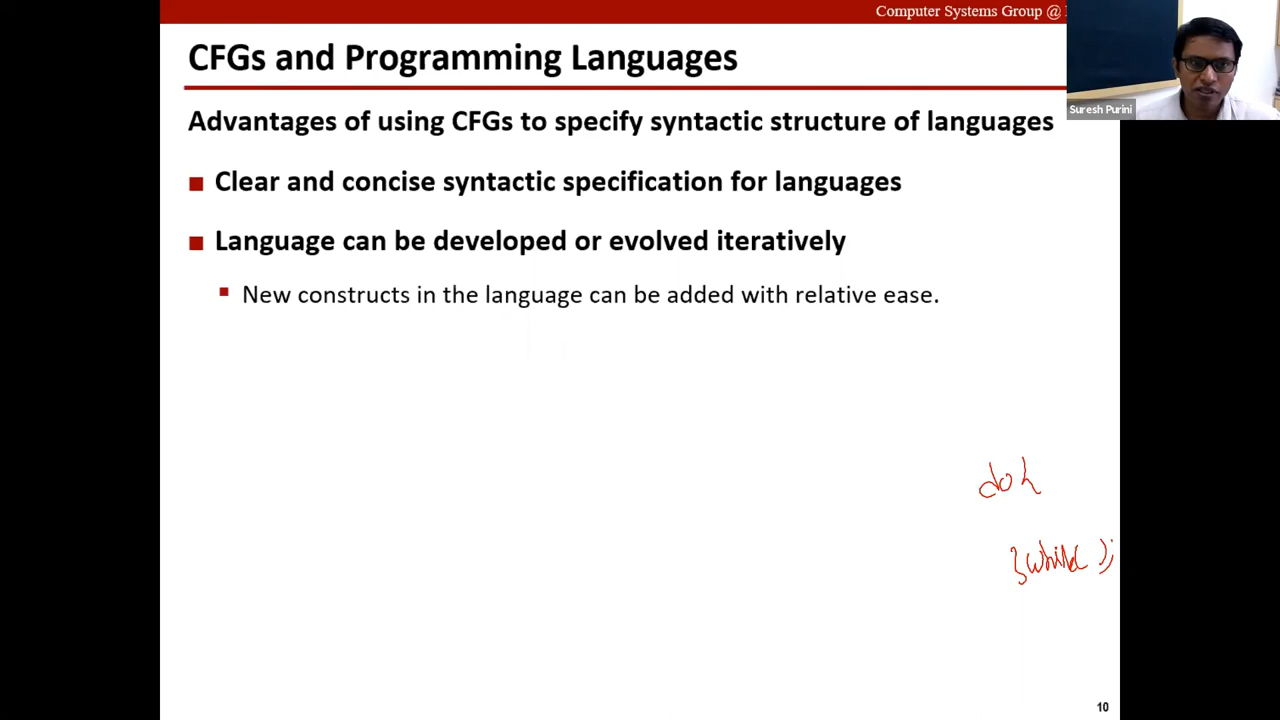 Computer Systems Group @
CFGs and Programming Languages
Suresh Purini
Advantages of using CFGs to specify syntactic structure of languages
Clear and concise syntactic specification for languages
Language can be developed or evolved iteratively
New constructs in the language can be added with relative ease.
do {
} while );
10